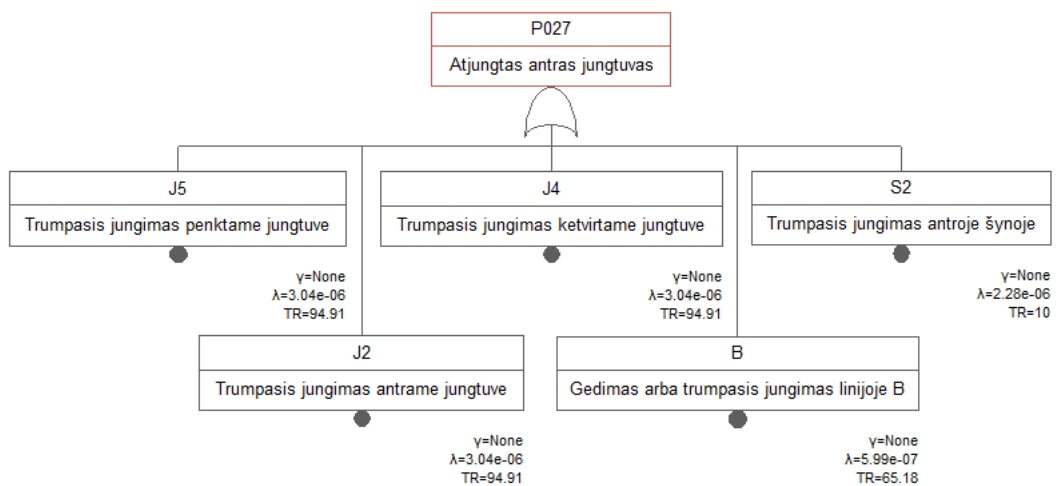 P027
Atjungtas antras jungtuvas
J5
Trumpasis jungimas penktame jungtuve
γ=None
λ=3.04e-06
TR=94.91
J4
Trumpasis jungimas ketvirtame jungtuve
γ=None
λ=3.04e-06
TR=94.91
S2
Trumpasis jungimas antroje šynoje
γ=None
λ=2.28e-06
TR=10
J2
Trumpasis jungimas antrame jungtuve
γ=None
λ=3.04e-06
TR=94.91
B
Gedimas arba trumpasis jungimas linijoje B
γ=None
λ=5.99e-07
TR=65.18